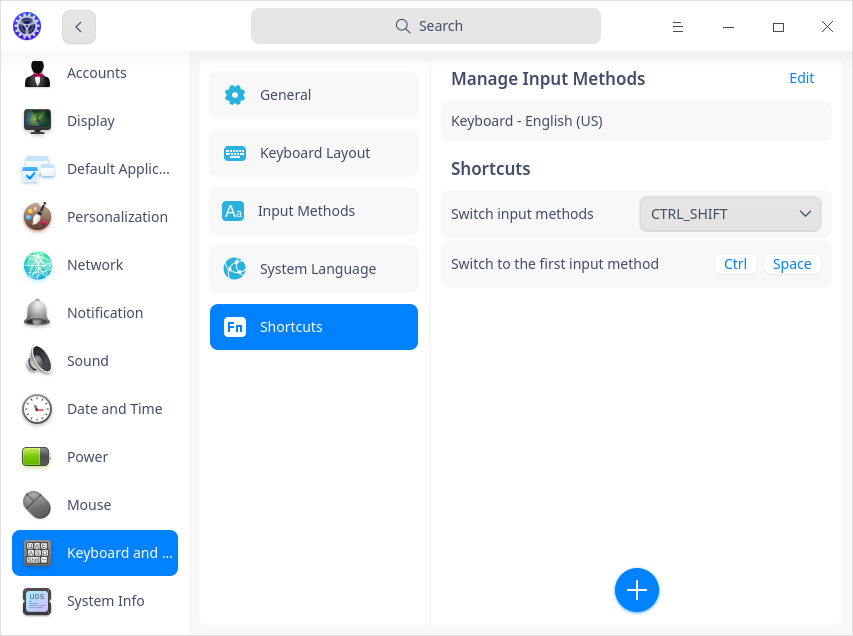 Search
Accounts
Display
Default Applic...
Personalization
Network
Notification
Sound
Date and Time
Power
Mouse
Keyboard and ...
System Info
General
Keyboard Layout
Input Methods
System Language
Shortcuts
Manage Input Methods
Edit
Keyboard - English (US)
Shortcuts
Switch input methods
CTRL_SHIFT
Switch to the first input method
Ctrl
Space
Aa
Fn
UOS